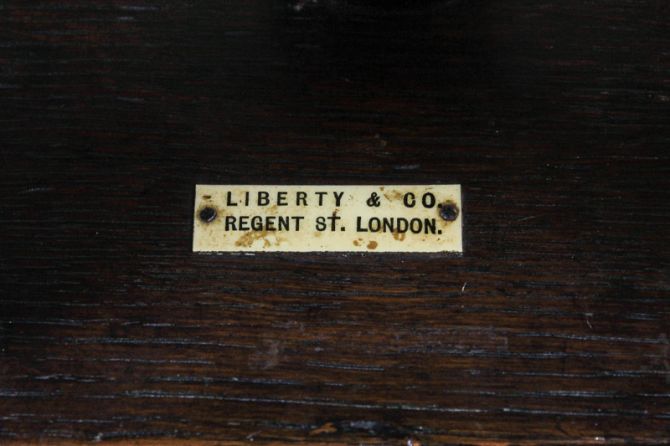 LIBERTY & CO.
REGENT ST. LONDON.